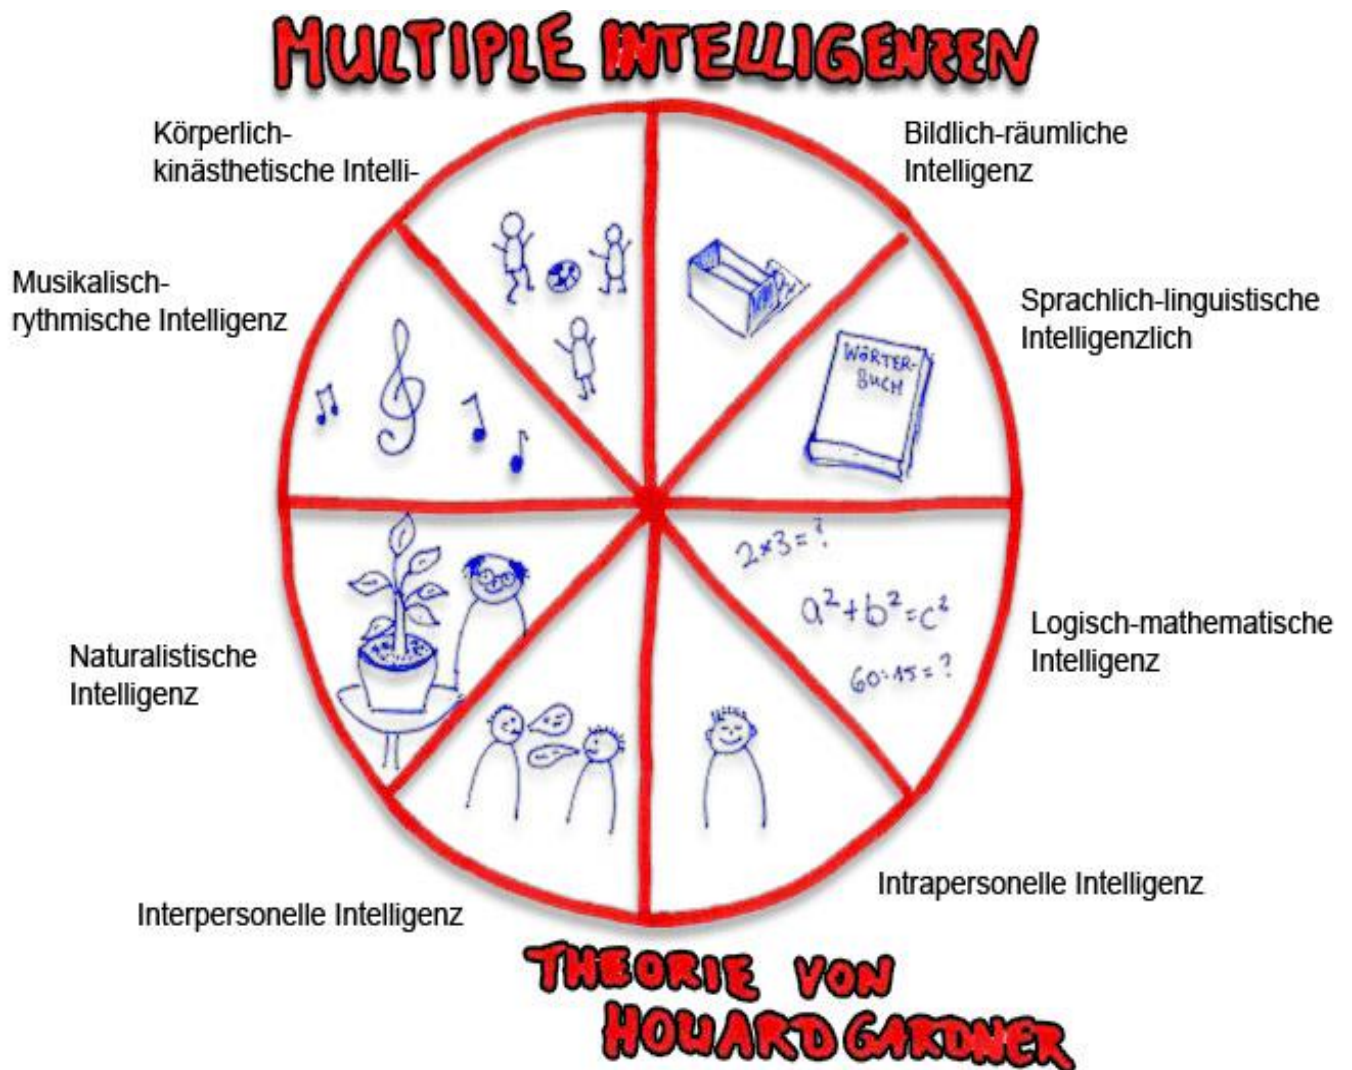 MULTIPLE INTELLIGENZEN
Körperlich-
kinästhetische Intelli-
Bildlich-räumliche
Intelligenz
Musikalisch-
rythmische Intelligenz
Sprachlich-linguistische
Intelligenzlich
WÖRTER-
BUCH
2*3=?
a²+b²=c²
60:15=?
Logisch-mathematische
Intelligenz
Naturalistische
Intelligenz
Intrapersonelle Intelligenz
Interpersonelle Intelligenz
THEORIE VON
HOWARD GARDNER